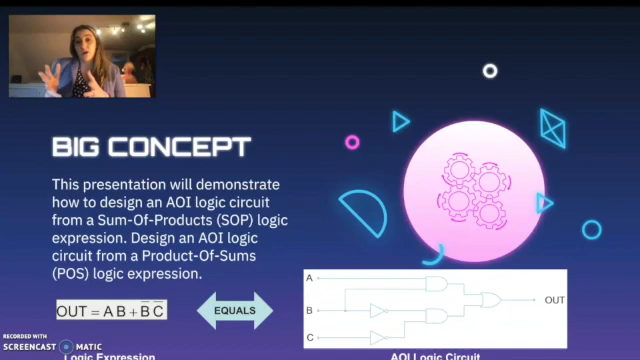 BIG CONCEPT
This presentation will demonstrate
how to design an AOI logic circuit
from a Sum-Of-Products (SOP) logic
expression. Design an AOI logic
circuit from a Product-Of-Sums
(POS) logic expression.
OUT = A B + B̅ C̅
EQUALS
A
B
C
OUT
RECORDED WITH
SCREENCAST MATIC
Logic Expression
AOI Logic Circuit